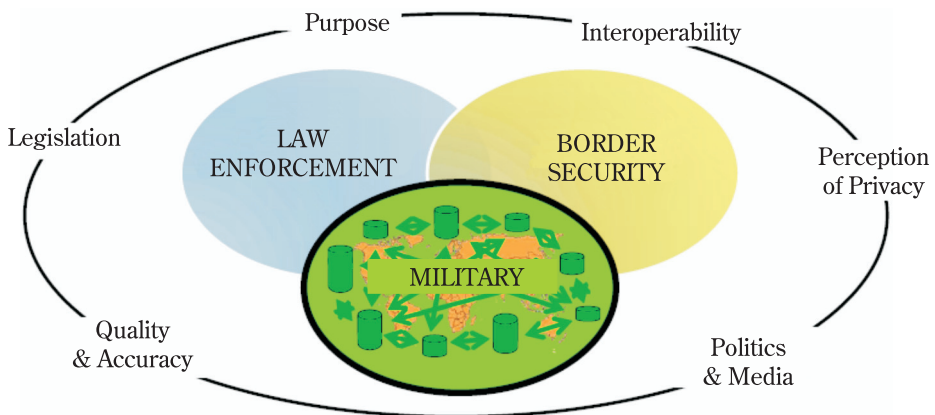 Purpose
Interoperability
Legislation
LAW
ENFORCEMENT
BORDER
SECURITY
Perception
of Privacy
MILITARY
Quality
& Accuracy
Politics
& Media